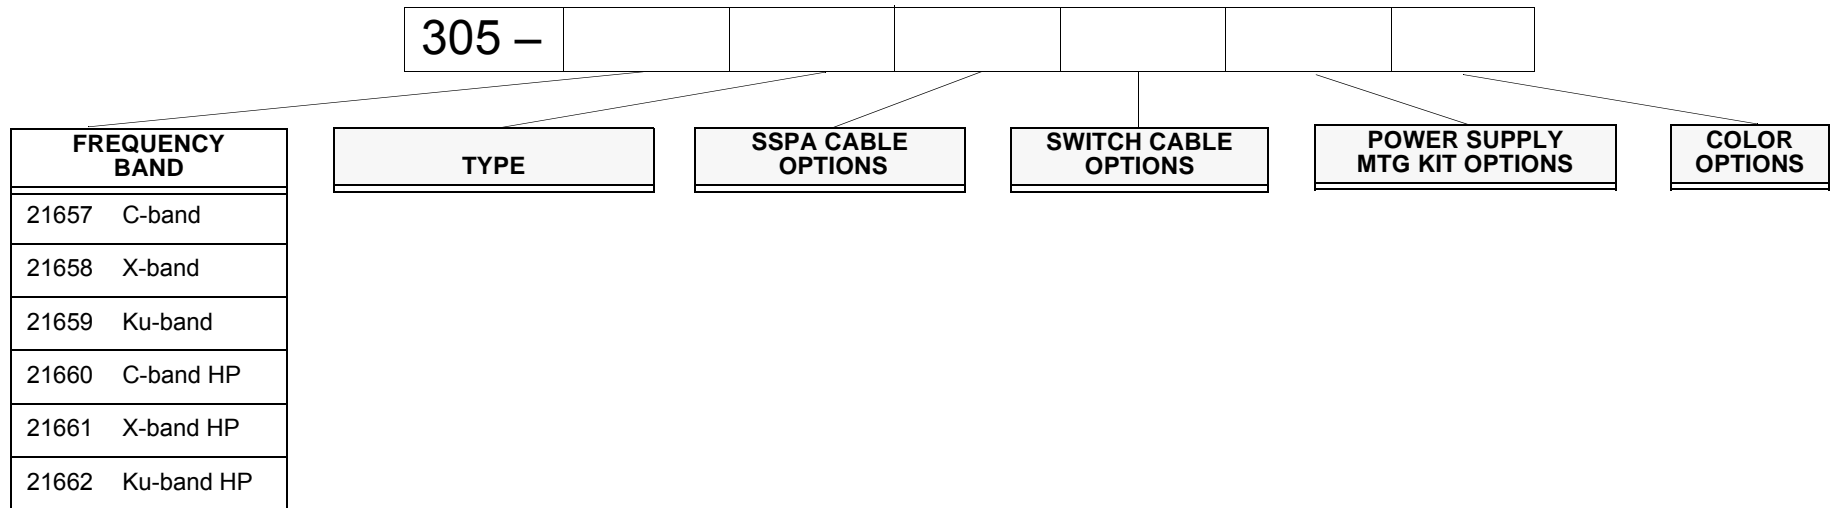 305 –
FREQUENCY
BAND
TYPE
SSPA CABLE
OPTIONS
SWITCH CABLE
OPTIONS
POWER SUPPLY
MTG KIT OPTIONS
COLOR
OPTIONS
21657 C-band
21658 X-band
21659 Ku-band
21660 C-band HP
21661 X-band HP
21662 Ku-band HP